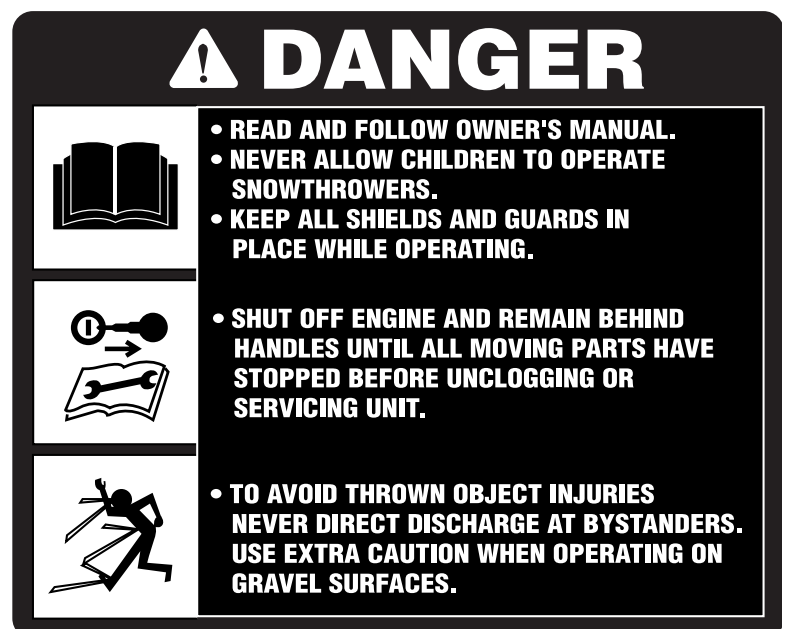 DANGER
• READ AND FOLLOW OWNER'S MANUAL.
• NEVER ALLOW CHILDREN TO OPERATE
SNOWTHROWERS.
• KEEP ALL SHIELDS AND GUARDS IN
PLACE WHILE OPERATING.
• SHUT OFF ENGINE AND REMAIN BEHIND
HANDLES UNTIL ALL MOVING PARTS HAVE
STOPPED BEFORE UNCLOGGING OR
SERVICING UNIT.
• TO AVOID THROWN OBJECT INJURIES
NEVER DIRECT DISCHARGE AT BYSTANDERS.
USE EXTRA CAUTION WHEN OPERATING ON
GRAVEL SURFACES.